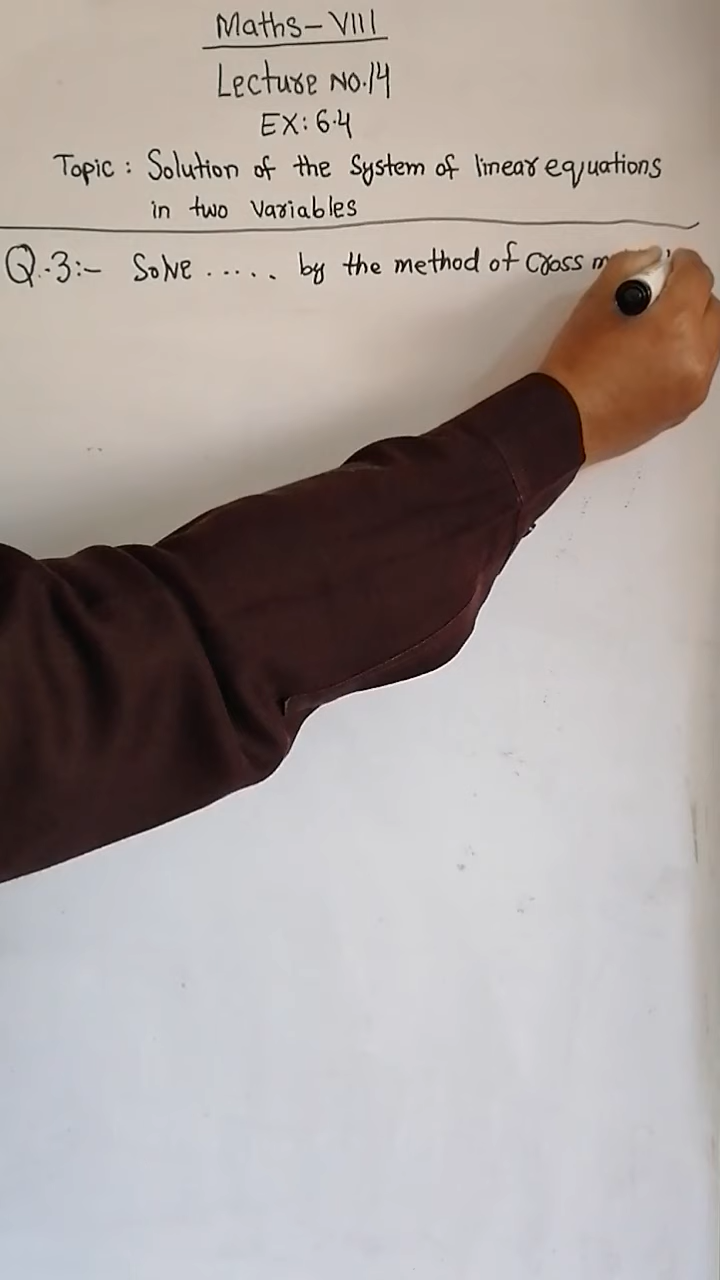 Maths - VIII
Lecture No.14
EX: 6.4
Topic: Solution of the System of linear equations
in two Variables
Q.3:- Solve ..... by the method of Cross